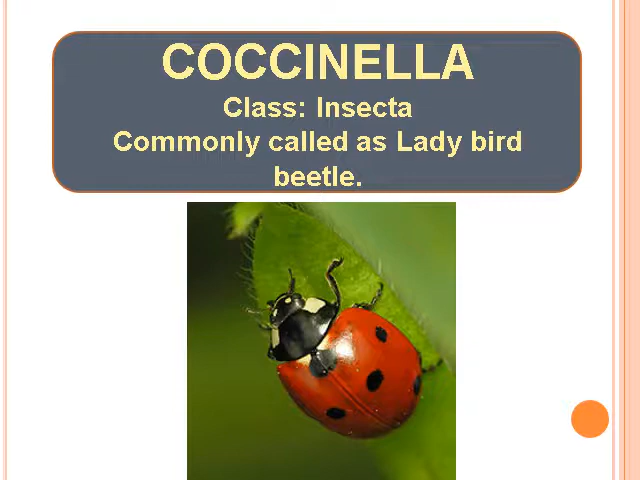 COCCINELLA
Class: Insecta
Commonly called as Lady bird
beetle.